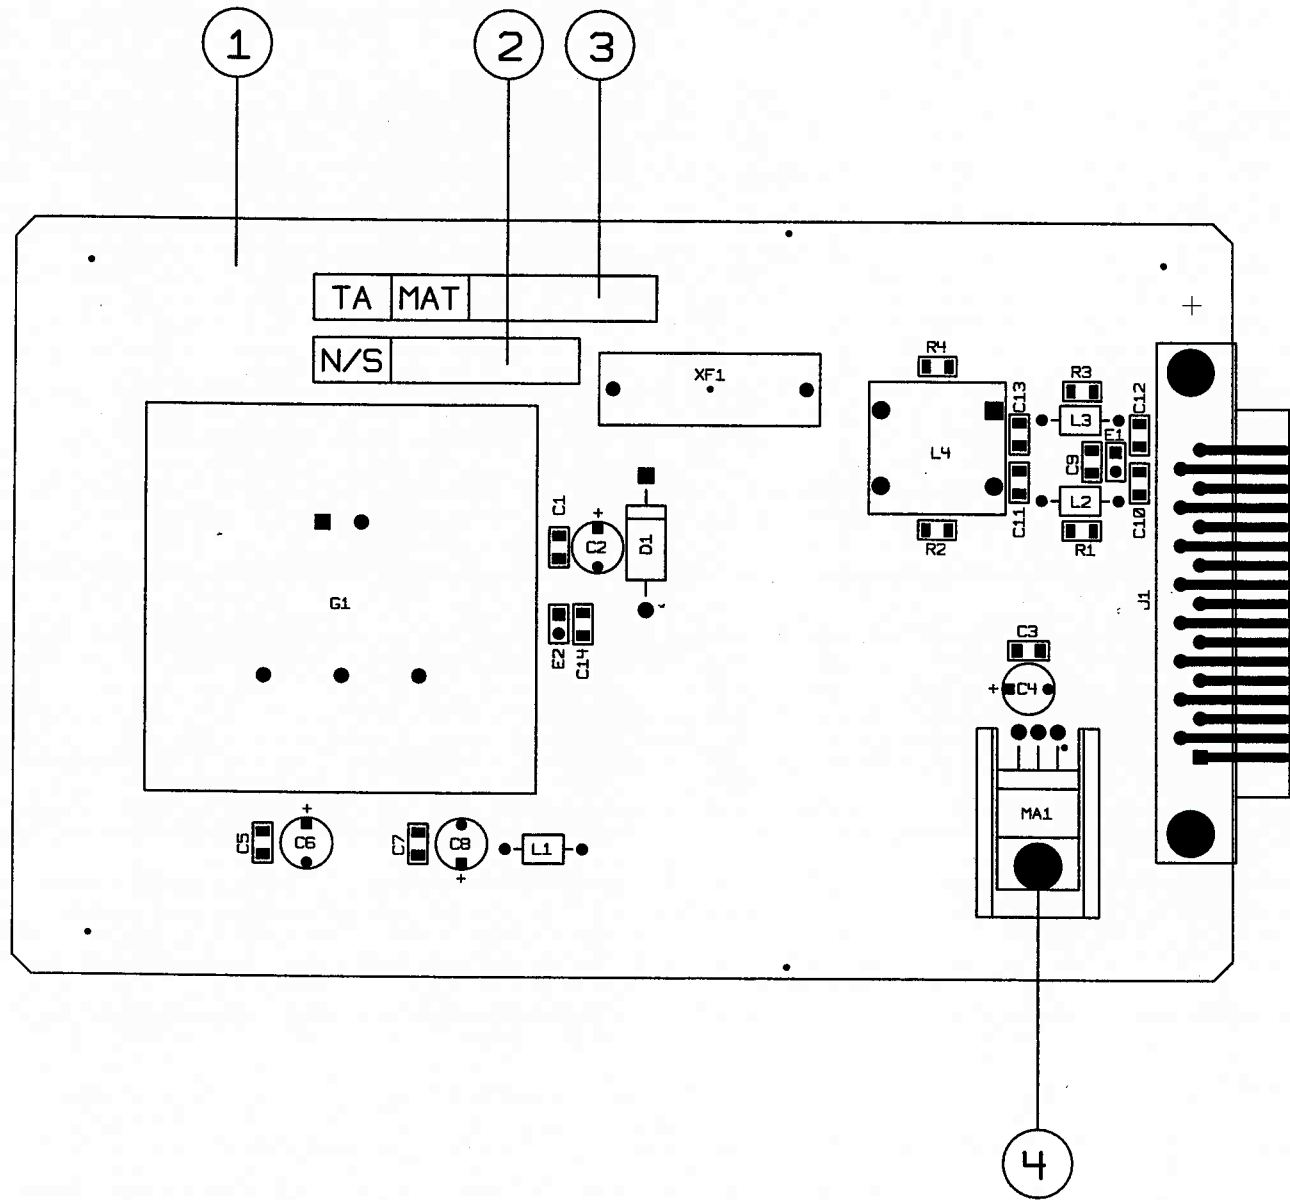 1 2 3
TA MAT
N/S
XF1
R4
R3
C13
C12
L3
E1
L4
C9
L2
C11
C10
R2
R1
C1
+
C2
D1
G1
J1
E2
C14
C3
+
C4
MA1
+
C5
C6
C7
C8
+
L1
4